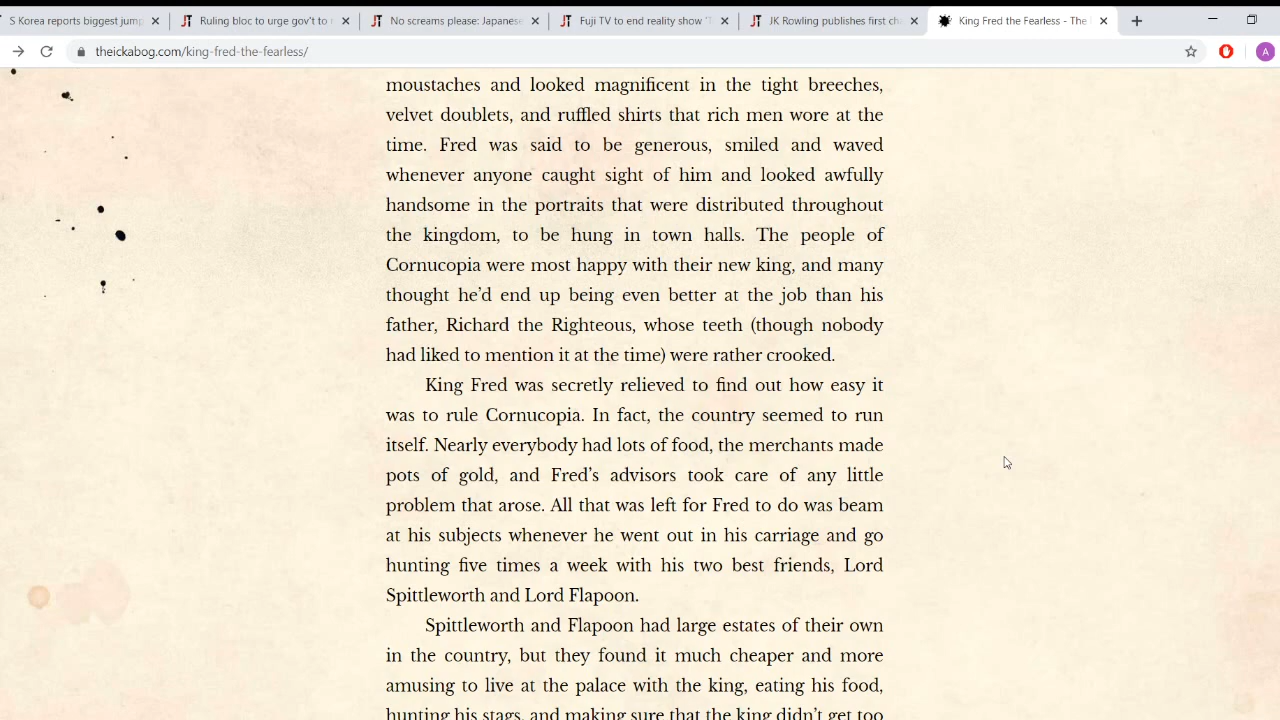 S Korea reports biggest jump
Ruling bloc to urge gov't to
No screams please: Japanese
Fuji TV to end reality show
JK Rowling publishes first cha
King Fred the Fearless - The
theickabog.com/king-fred-the-fearless/
A
moustaches and looked magnificent in the tight breeches,
velvet doublets, and ruffled shirts that rich men wore at the
time. Fred was said to be generous, smiled and waved
whenever anyone caught sight of him and looked awfully
handsome in the portraits that were distributed throughout
the kingdom, to be hung in town halls. The people of
Cornucopia were most happy with their new king, and many
thought he’d end up being even better at the job than his
father, Richard the Righteous, whose teeth (though nobody
had liked to mention it at the time) were rather crooked.
King Fred was secretly relieved to find out how easy it
was to rule Cornucopia. In fact, the country seemed to run
itself. Nearly everybody had lots of food, the merchants made
pots of gold, and Fred’s advisors took care of any little
problem that arose. All that was left for Fred to do was beam
at his subjects whenever he went out in his carriage and go
hunting five times a week with his two best friends, Lord
Spittleworth and Lord Flapoon.
Spittleworth and Flapoon had large estates of their own
in the country, but they found it much cheaper and more
amusing to live at the palace with the king, eating his food,
hunting his stags, and making sure that the king didn’t get too